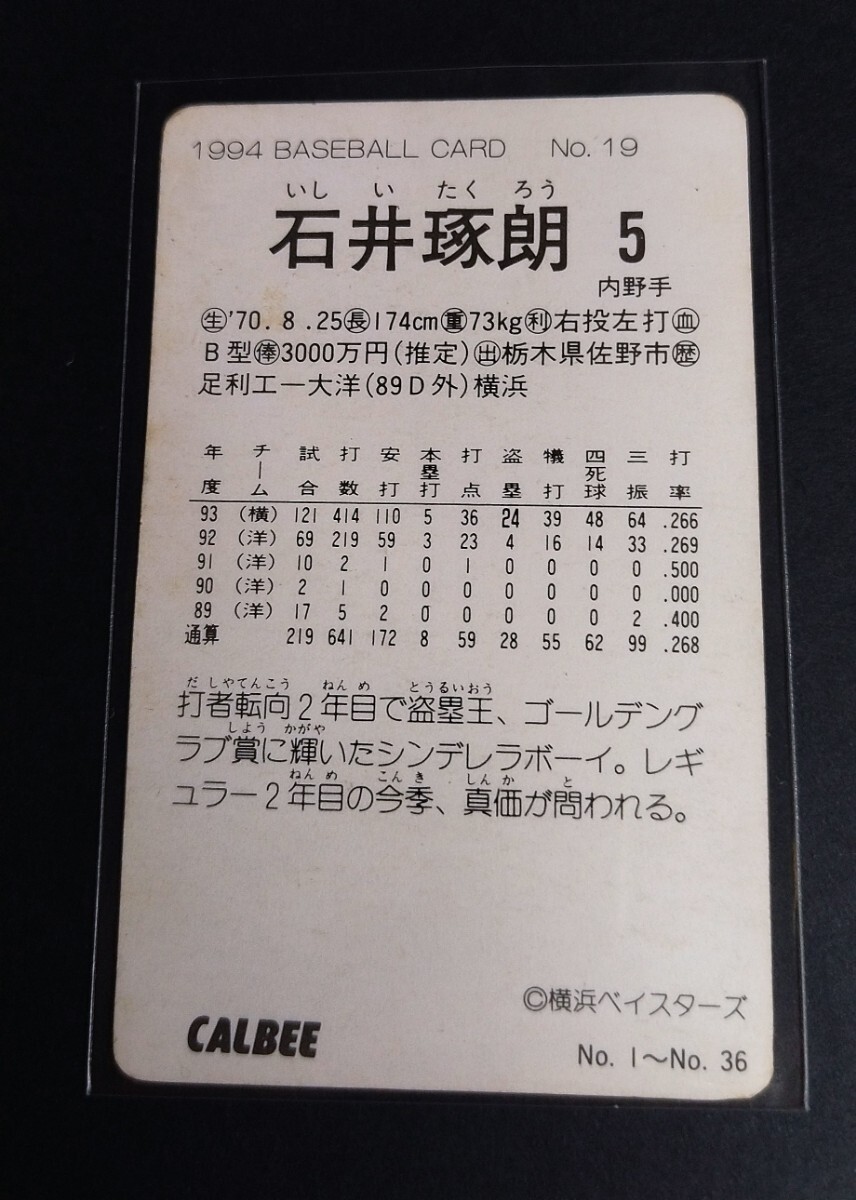 1994 BASEBALL CARD No. 19
いし い たく ろう
石井琢朗 5
内野手
㊤'70. 8 .25㊤174cm㊤73kg㊤右投左打㊤
B型㊤3000万円(推定)㊤栃木県佐野市㊤
足利工ー大洋(89D外)横浜
年度 チーム 試合 打数 安打 本塁打 打点 盗塁 犠打 四死球 三振 打率
93 (横) 121 414 110 5 36 24 39 48 64 .266
92 (洋) 69 219 59 3 23 4 16 14 33 .269
91 (洋) 10 2 1 0 1 0 0 0 0 .500
90 (洋) 2 1 0 0 0 0 0 0 0 .000
89 (洋) 17 5 2 0 0 0 0 0 2 .400
通算 219 641 172 8 59 28 55 62 99 .268
だ しやてんこう ねん め とうるいおう
打者転向2年目で盗塁王、ゴールデング
しよう かがや
ラブ賞に輝いたシンデレラボーイ。レギ
ねん め こん き しん か と
ュラー2年目の今季、真価が問われる。
©横浜ベイスターズ
CALBEE
No. 1～No. 36